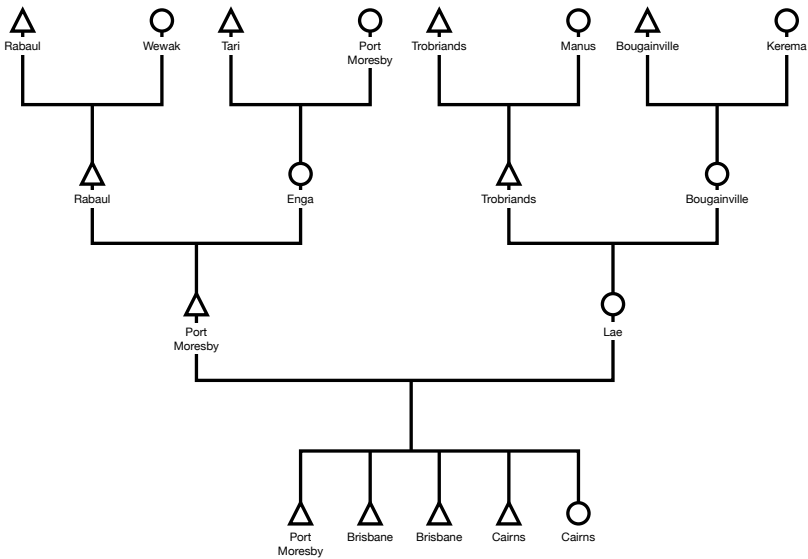 Rabaul
Wewak
Tari
Port
Moresby
Trobriands
Manus
Bougainville
Kerema
Rabaul
Enga
Trobriands
Bougainville
Port
Moresby
Lae
Port
Moresby
Brisbane
Brisbane
Cairns
Cairns